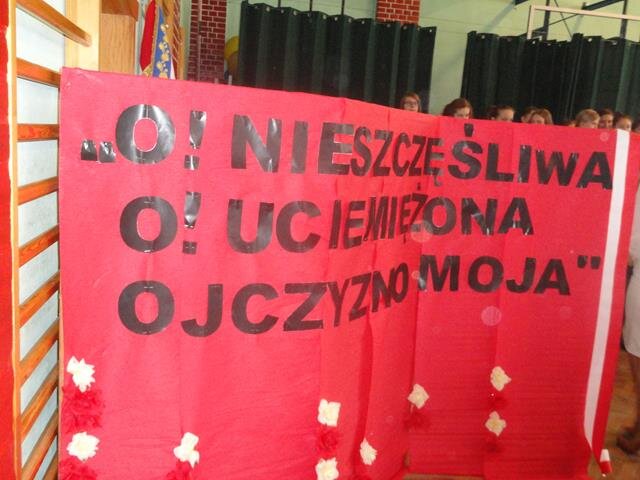 „O! NIESZCZĘŚLIWA
O! UCIEMIĘŻONA
OJCZYZNO MOJA"